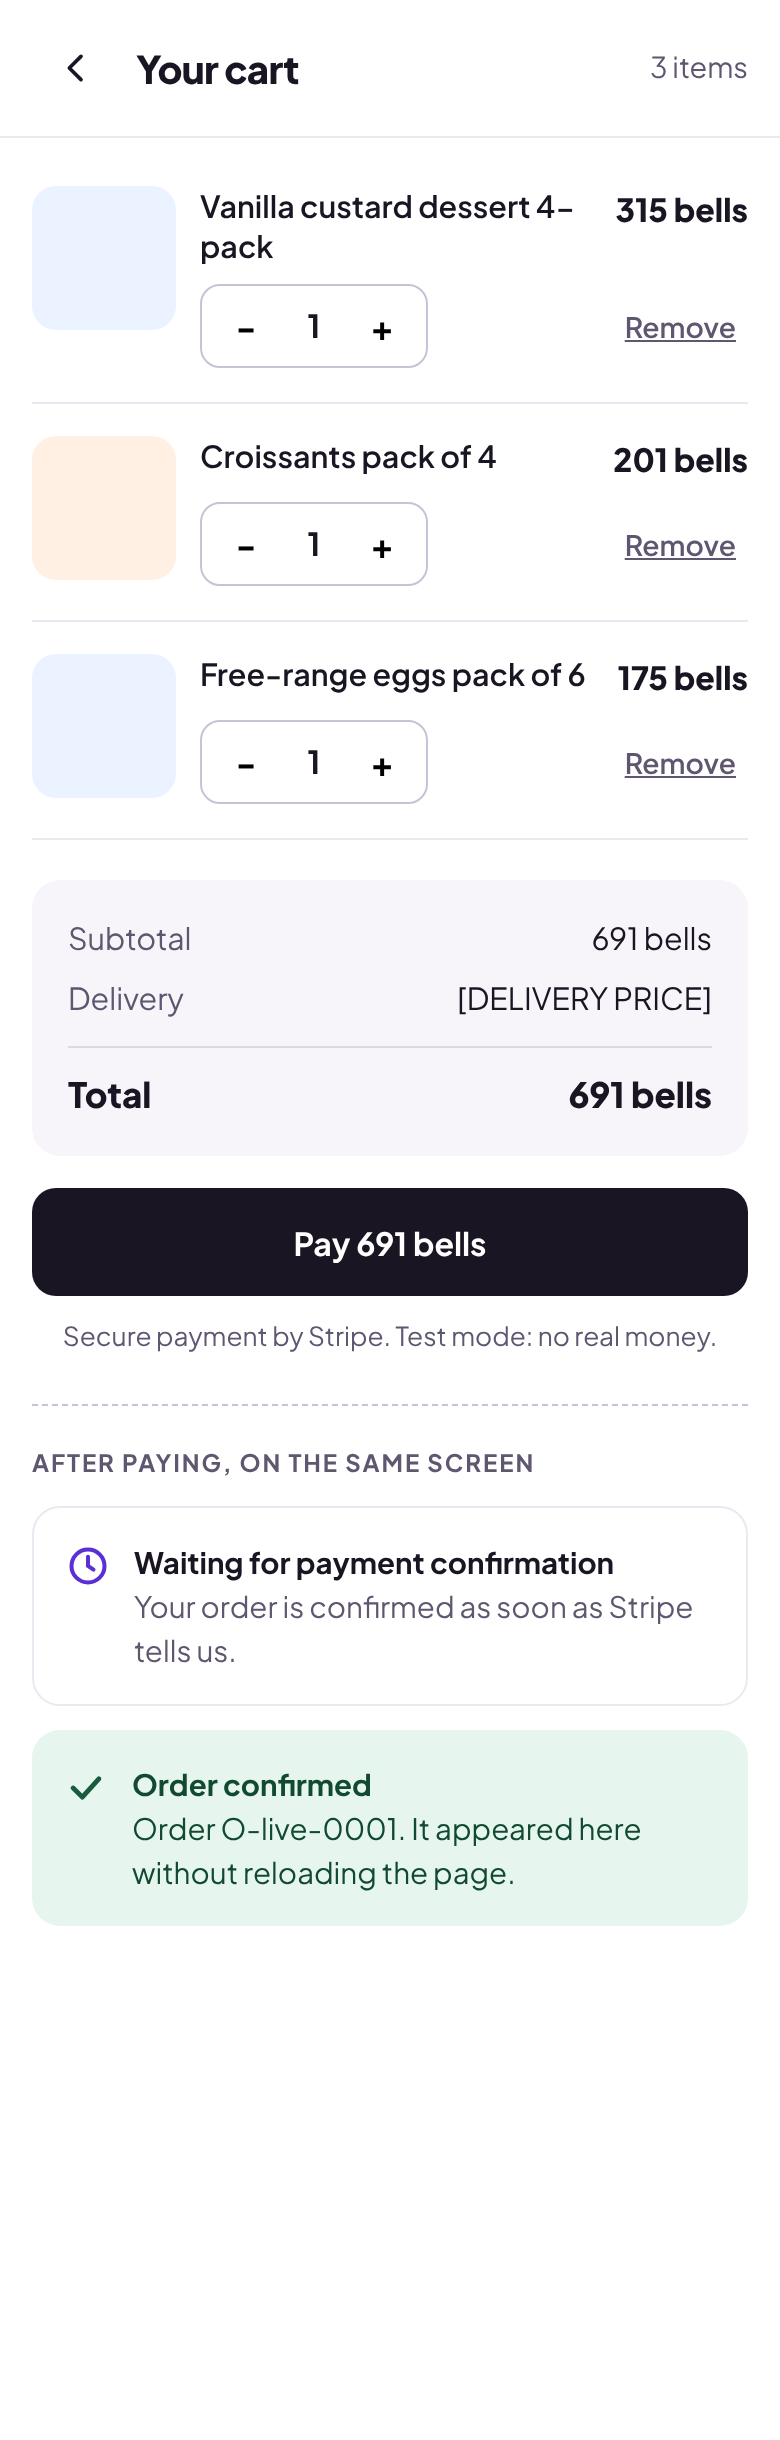 Your cart
3 items
Vanilla custard dessert 4-
pack
315 bells
- 1 +
Remove
Croissants pack of 4
201 bells
- 1 +
Remove
Free-range eggs pack of 6
175 bells
- 1 +
Remove
Subtotal
691 bells
Delivery
[DELIVERY PRICE]
Total
691 bells
Pay 691 bells
Secure payment by Stripe. Test mode: no real money.
AFTER PAYING, ON THE SAME SCREEN
Waiting for payment confirmation
Your order is confirmed as soon as Stripe
tells us.
Order confirmed
Order O-live-0001. It appeared here
without reloading the page.